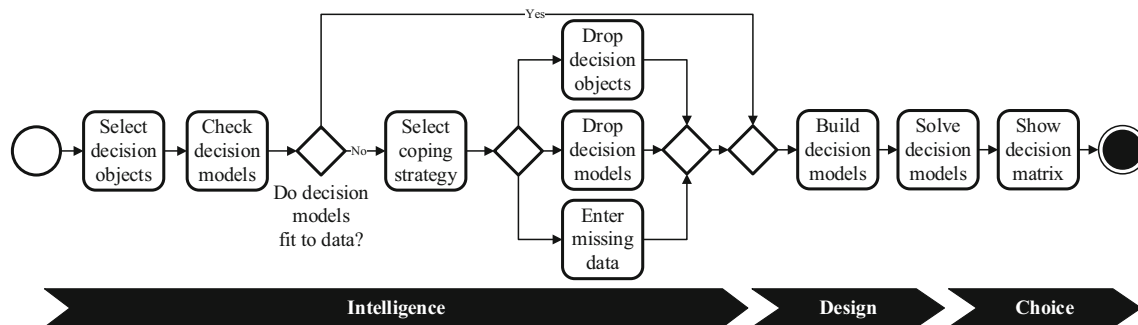 Yes
Drop
decision
objects
Select
decision
objects
Check
decision
models
No
Select
coping
strategy
Drop
decision
models
Build
decision
models
Solve
decision
models
Show
decision
matrix
Do decision
models
fit to data?
Enter
missing
data
Intelligence
Design
Choice